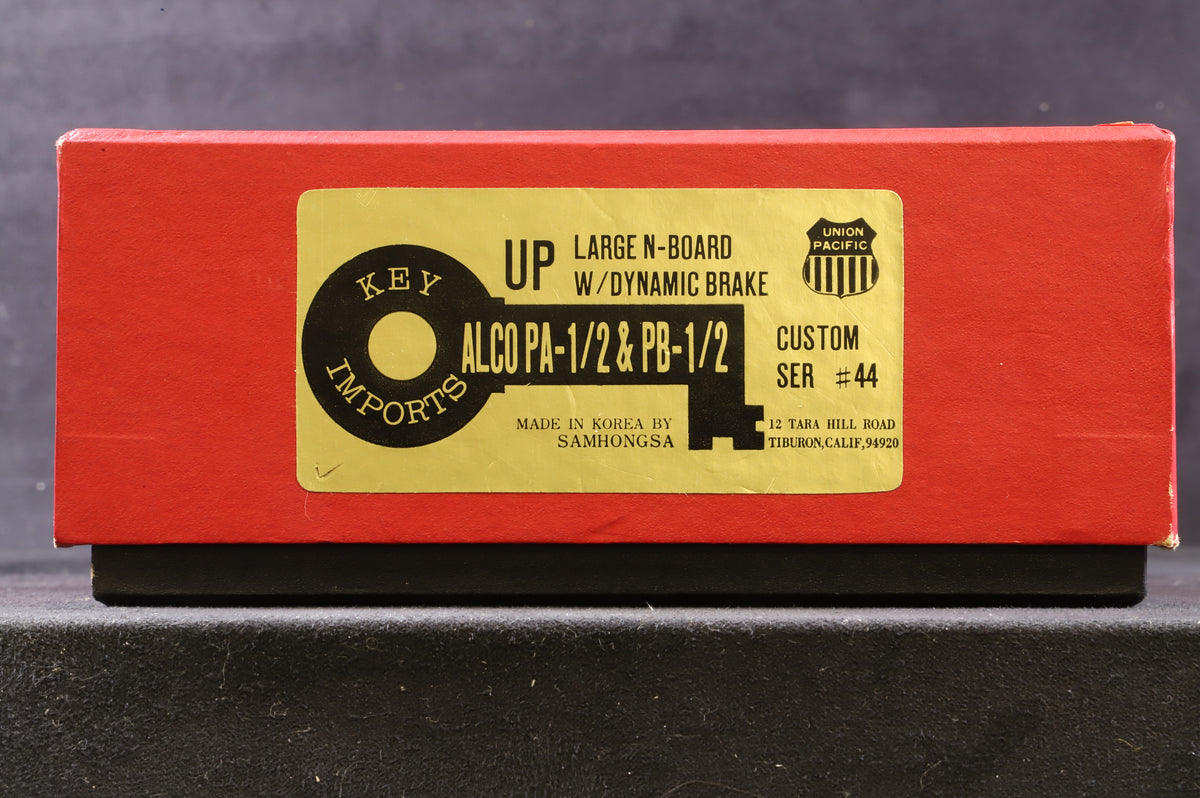 KEY
IMPORTS
UP
LARGE N-BOARD
W/DYNAMIC BRAKE
UNION
PACIFIC
ALCO PA-1/2 & PB-1/2
CUSTOM
SER #44
MADE IN KOREA BY
SAMHONGSA
12 TARA HILL ROAD
TIBURON,CALIF,94920